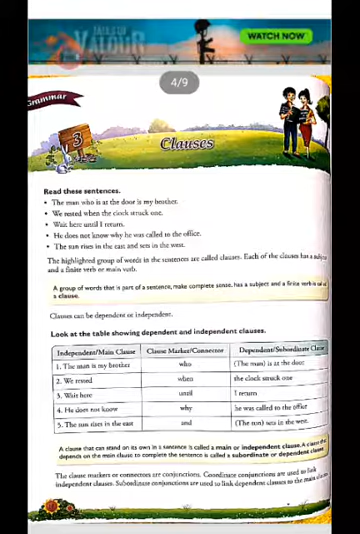 TALES OF
VALOUR
WATCH NOW
4/9
Grammar
3
Clauses
Read these sentences.
• The man who is at the door is my brother.
• We rested when the clock struck one.
• Wait here until I return.
• He does not know why he was called to the office.
• The sun rises in the east and sets in the west.
The highlighted group of words in the sentences are called clauses. Each of the clauses has a subject
and a finite verb or main verb.
A group of words that is part of a sentence, make complete sense, has a subject and a finite verb is
a clause.
Clauses can be dependent or independent.
Look at the table showing dependent and independent clauses.
Independent/Main Clause Clause Marker/Connector Dependent/Subordinate Clause
1. The man is my brother who (The man) is at the door
2. We rested when the clock struck one
3. Wait here until I return
4. He does not know why he was called to the office
5. The sun rises in the east and (The sun) sets in the west.
A clause that can stand on its own in a sentence is called a main or independent clause. A clause that
depends on the main clause to complete the sentence is called a subordinate or dependent clause
The clause markers or connectors are conjunctions. Coordinate conjunctions are used to link
independent clauses. Subordinate conjunctions are used to link dependent clauses to the main